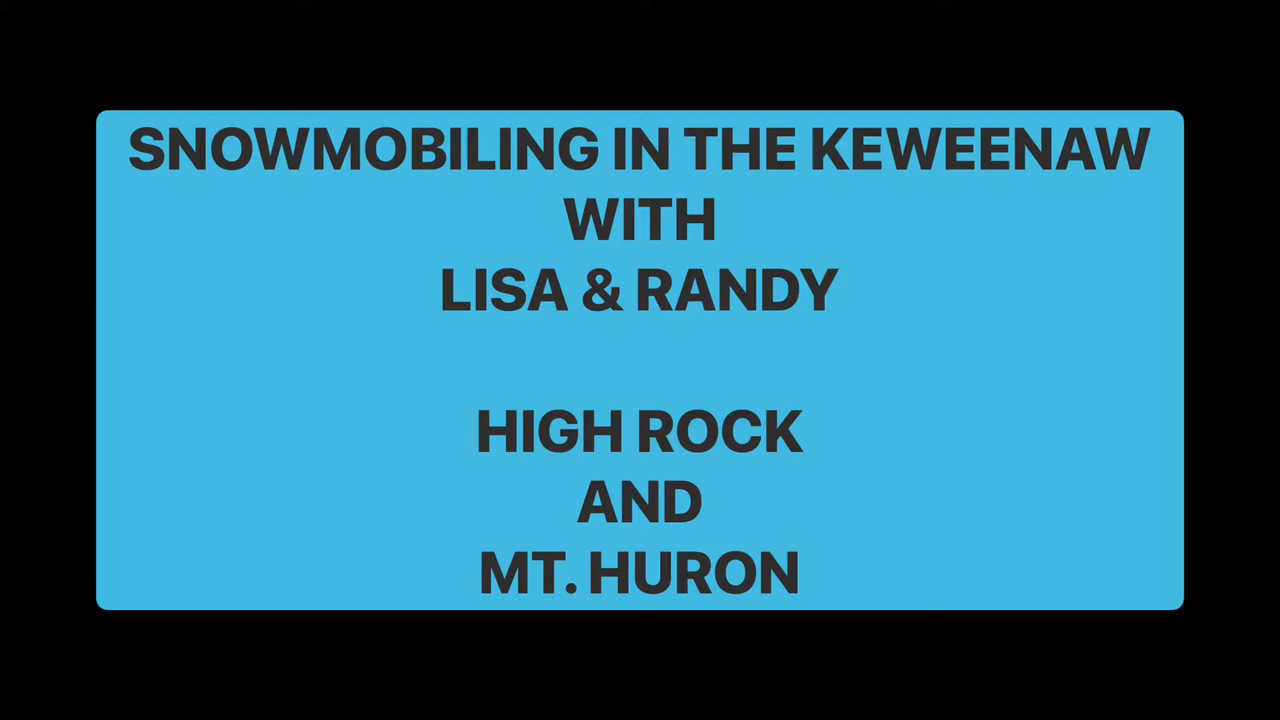 SNOWMOBILING IN THE KEWEENAW
WITH
LISA & RANDY
HIGH ROCK
AND
MT. HURON